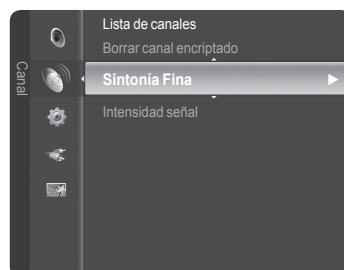 Canal
Lista de canales
Borrar canal encriptado
Sintonía Fina
Intensidad señal